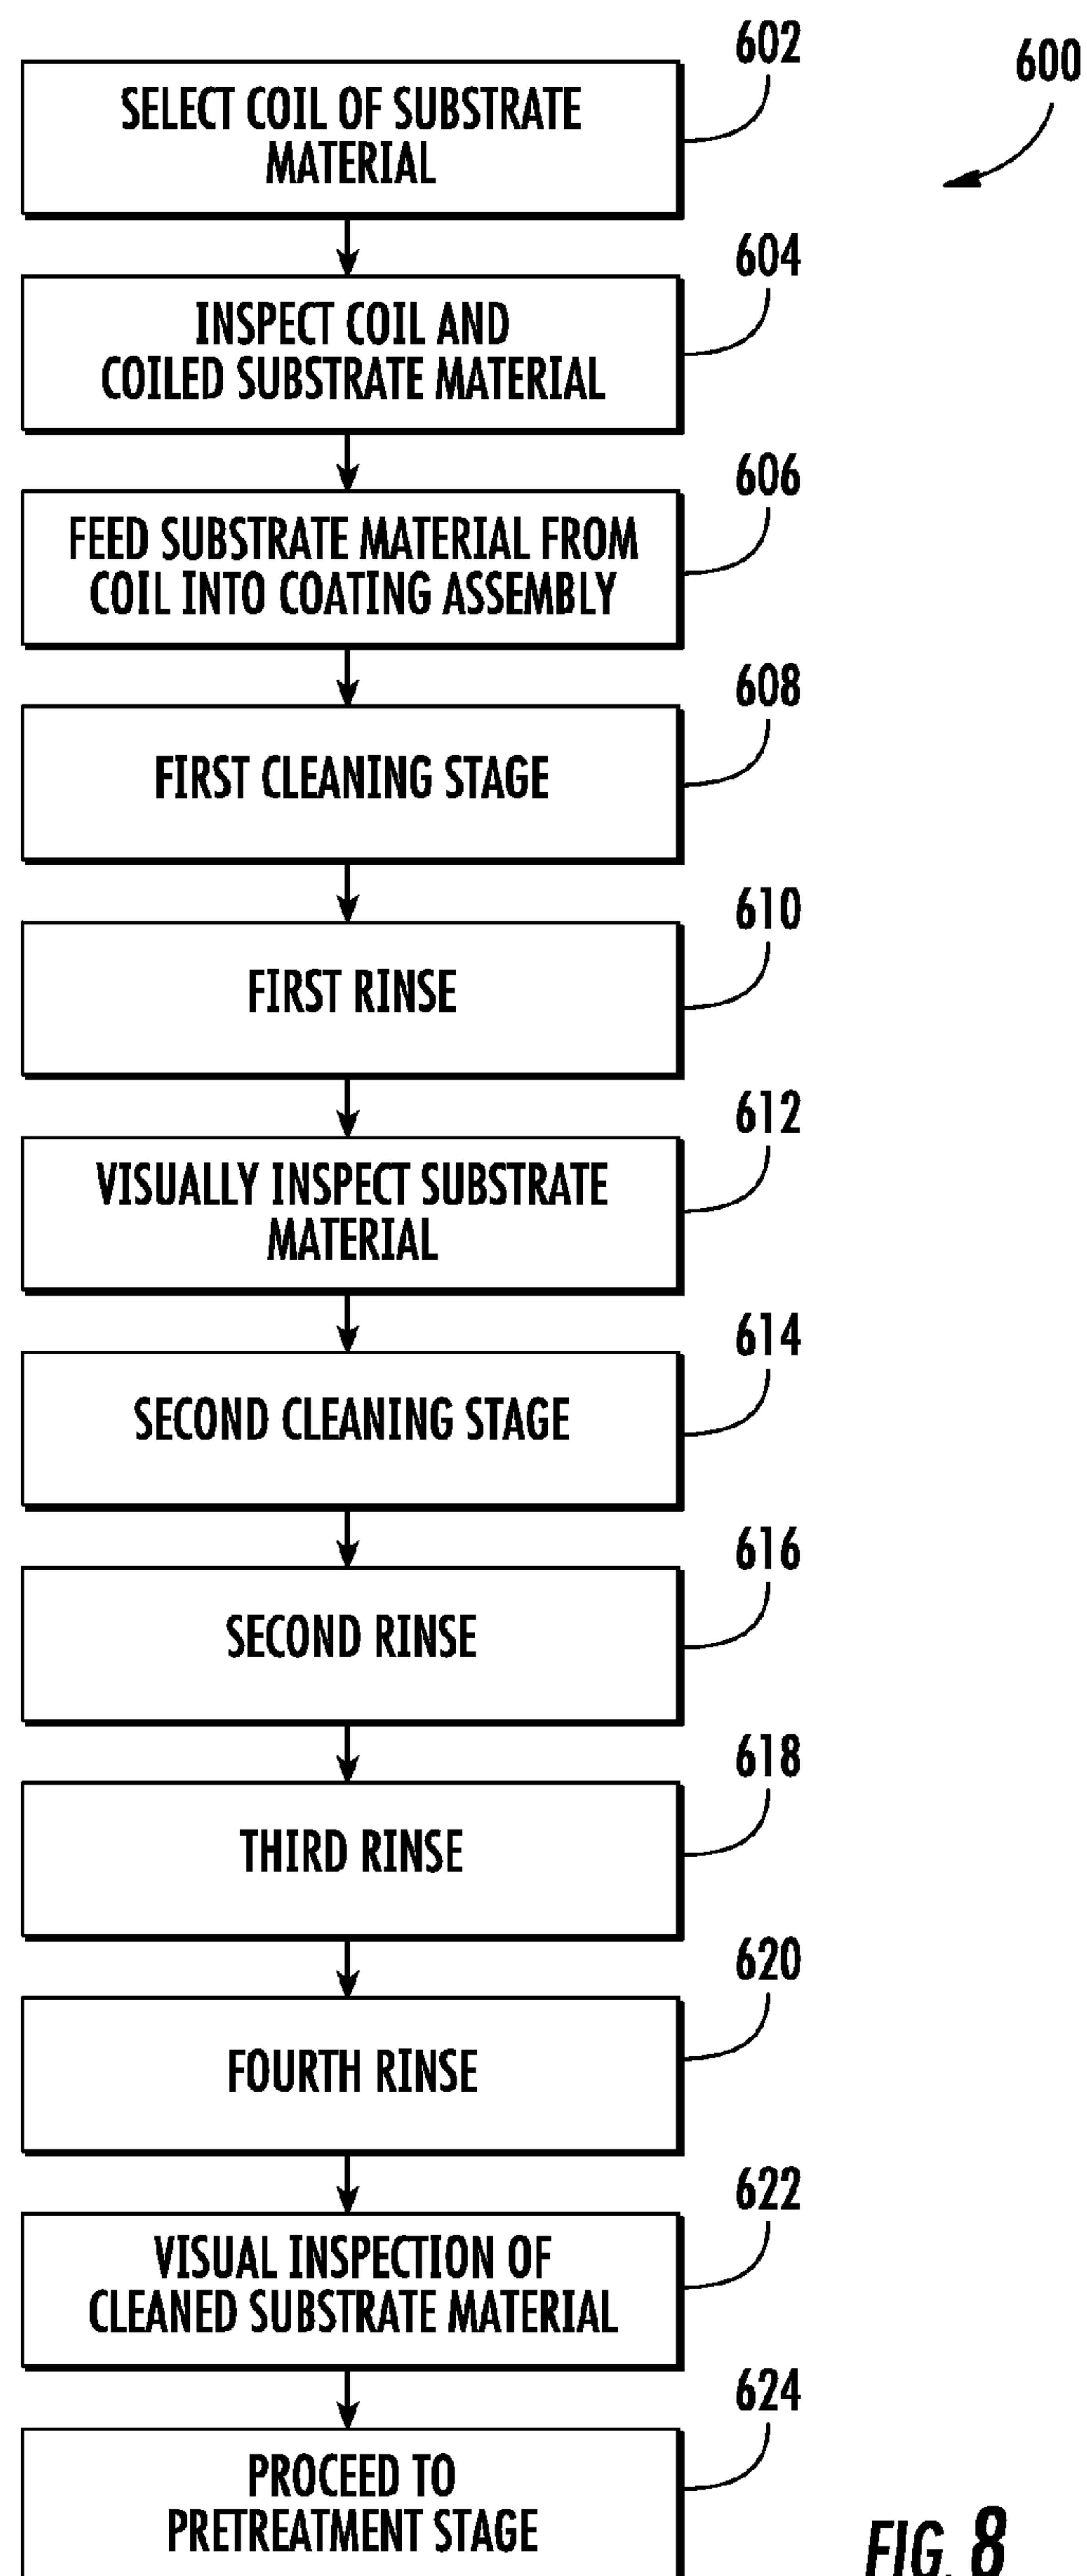 600
602
SELECT COIL OF SUBSTRATE
MATERIAL
604
INSPECT COIL AND
COILED SUBSTRATE MATERIAL
606
FEED SUBSTRATE MATERIAL FROM
COIL INTO COATING ASSEMBLY
608
FIRST CLEANING STAGE
610
FIRST RINSE
612
VISUALLY INSPECT SUBSTRATE
MATERIAL
614
SECOND CLEANING STAGE
616
SECOND RINSE
618
THIRD RINSE
620
FOURTH RINSE
622
VISUAL INSPECTION OF
CLEANED SUBSTRATE MATERIAL
624
PROCEED TO
PRETREATMENT STAGE
FIG. 8